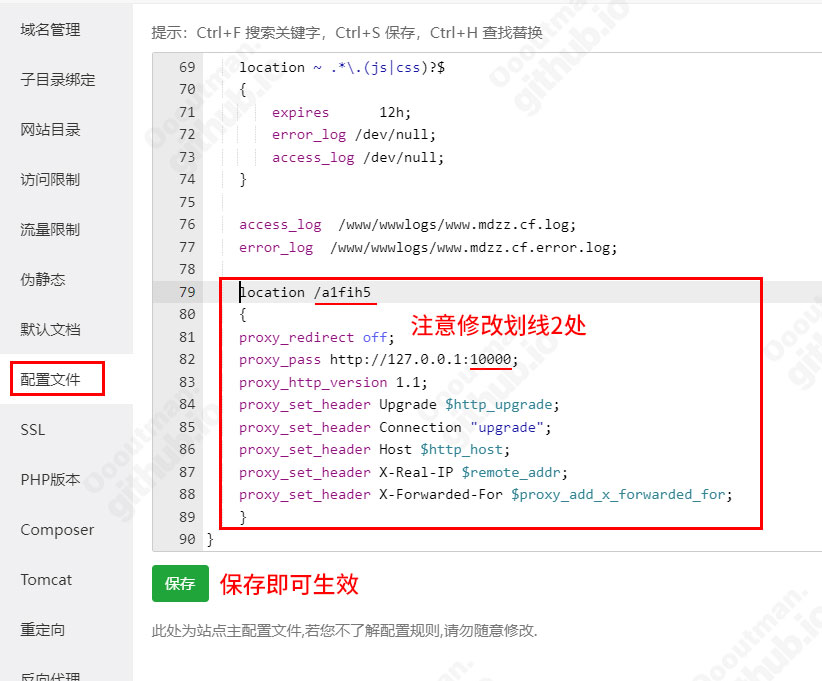 域名管理
子目录绑定
网站目录
访问限制
流量限制
伪静态
默认文档
配置文件
SSL
PHP版本
Composer
Tomcat
重定向
反向代理
提示：Ctrl+F 搜索关键字，Ctrl+S 保存，Ctrl+H 查找替换
69 location ~ .*\.(js|css)?$
70 {
71 expires      12h;
72 error_log /dev/null;
73 access_log /dev/null;
74 }
75
76 access_log  /www/wwwlogs/www.mdzz.cf.log;
77 error_log  /www/wwwlogs/www.mdzz.cf.error.log;
78
79 location /a1fih5
80 {
81 proxy_redirect off;
82 proxy_pass http://127.0.0.1:10000;
83 proxy_http_version 1.1;
84 proxy_set_header Upgrade $http_upgrade;
85 proxy_set_header Connection "upgrade";
86 proxy_set_header Host $http_host;
87 proxy_set_header X-Real-IP $remote_addr;
88 proxy_set_header X-Forwarded-For $proxy_add_x_forwarded_for;
89 }
90 }
注意修改划线2处
保存
保存即可生效
此处为站点主配置文件,若您不了解配置规则,请勿随意修改.
Oooutman.
github.io